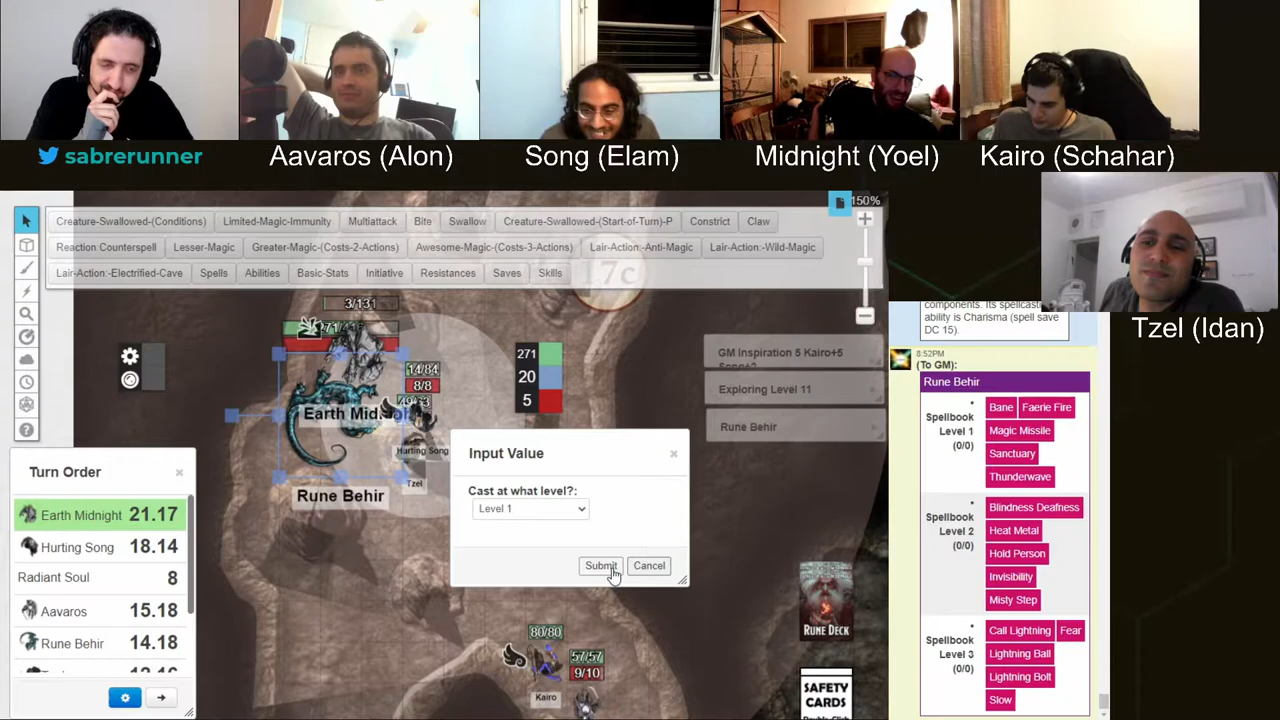 sabrerunner
Aavaros (Alon)
Song (Elam)
Midnight (Yoel)
Kairo (Schahar)
Tzel (Idan)
150%
Creature-Swallowed-(Conditions)
Limited-Magic-Immunity
Multiattack
Bite
Swallow
Creature-Swallowed-(Start-of-Turn)-P
Constrict
Claw
Reaction:Counterspell
Lesser-Magic
Greater-Magic-(Costs-2-Actions)
Awesome-Magic-(Costs-3-Actions)
Lair-Action:-Anti-Magic
Lair-Action:-Wild-Magic
Lair-Action:-Electrified-Cave
Spells
Abilities
Basic-Stats
Initiative
Resistances
Saves
Skills
17c
3/131
14/84
8/8
271
20
5
Earth
Hurting Song
Tzel
Rune Behir
GM Inspiration 5 Kairo+5
Exploring Level 11
Rune Behir
Input Value
Cast at what level?:
Level 1
Submit
Cancel
Turn Order
Earth Midnight 21.17
Hurting Song 18.14
Radiant Soul 8
Aavaros 15.18
Rune Behir 14.18
80/80
57/57
9/10
Kairo
RUNE DECK
SAFETY
CARDS
components. Its spellcasting
ability is Charisma (spell save
DC 15).
8:52PM
(To GM):
Rune Behir
Spellbook
Level 1
(0/0)
Bane
Faerie Fire
Magic Missile
Sanctuary
Thunderwave
Spellbook
Level 2
(0/0)
Blindness Deafness
Heat Metal
Hold Person
Invisibility
Misty Step
Spellbook
Level 3
(0/0)
Call Lightning
Fear
Lightning Ball
Lightning Bolt
Slow